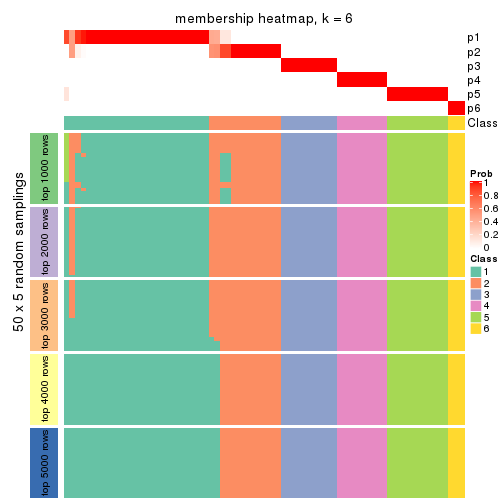 membership heatmap, k = 6
p1
p2
p3
p4
p5
p6
Class
50 x 5 random samplings
top 1000 rows
top 2000 rows
top 3000 rows
top 4000 rows
top 5000 rows
Prob
1
0.8
0.6
0.4
0.2
0
Class
1
2
3
4
5
6